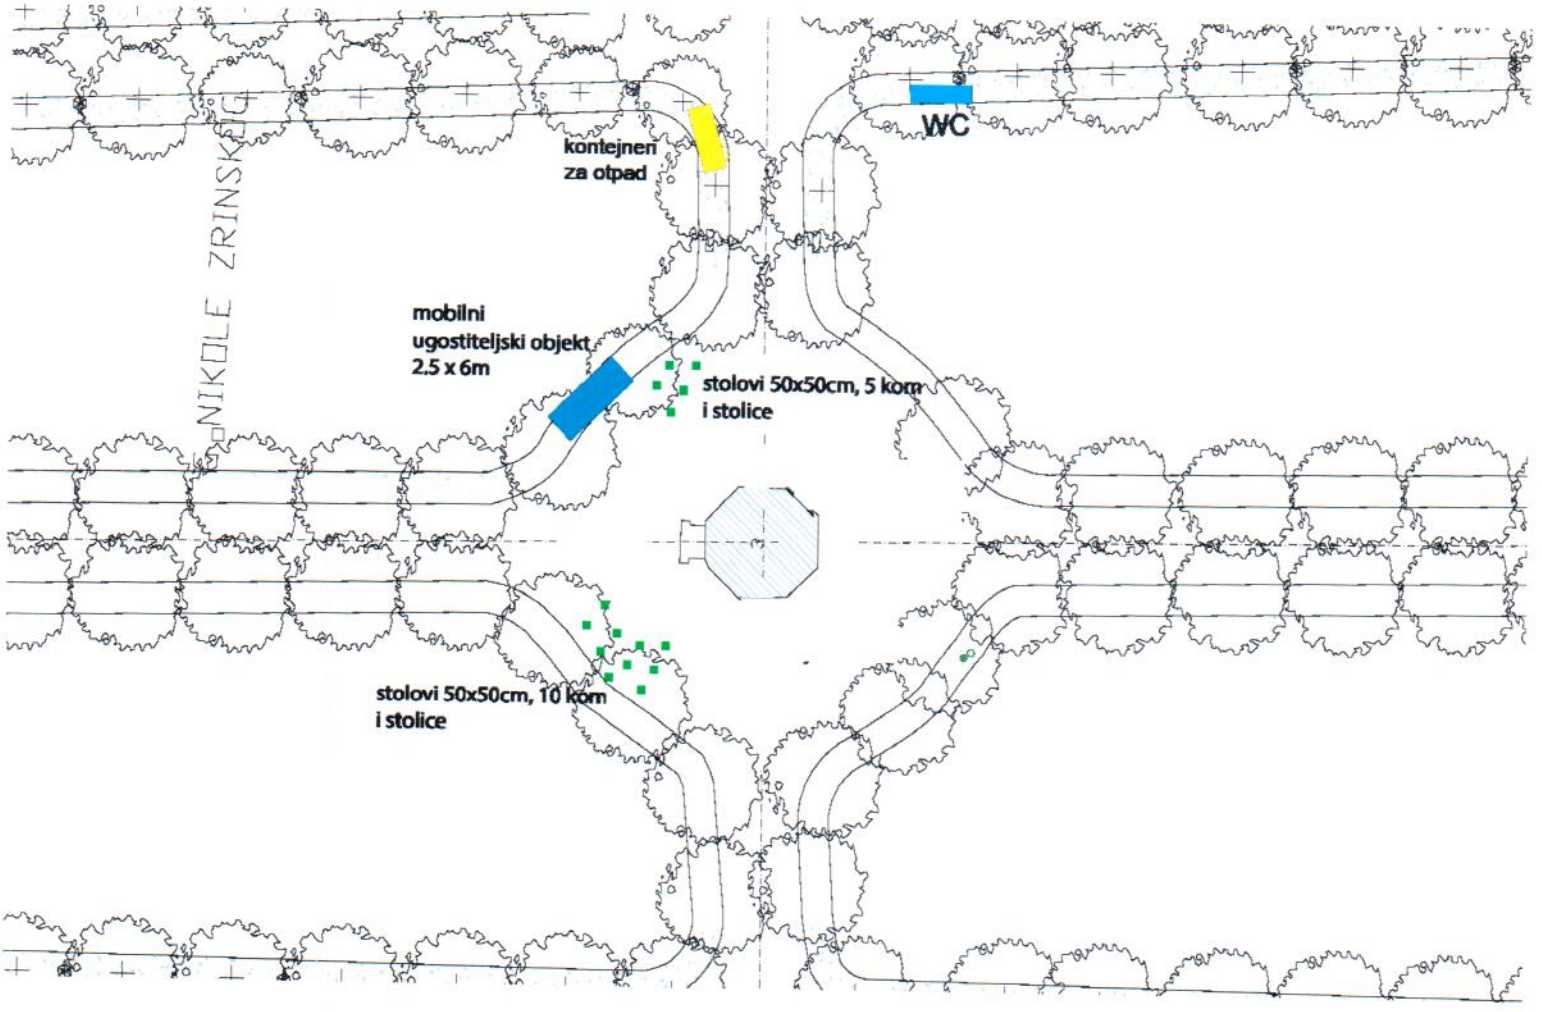 kontejneri
za otpad
WC
NIKOLE ZRINSKOG
mobilni
ugostiteljski objekt
2.5 x 6m
stolovi 50x50cm, 5 kom
i stolice
3
stolovi 50x50cm, 10 kom
i stolice